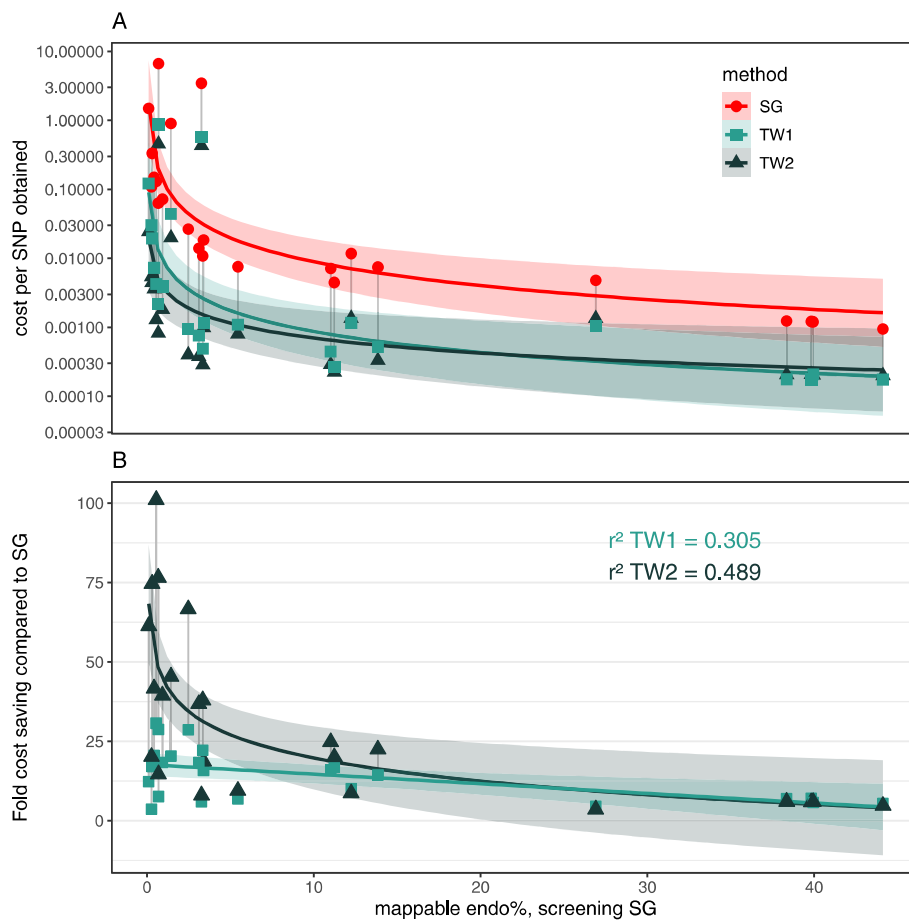 A
cost per SNP obtained
10.00000
3.00000
1.00000
0.30000
0.10000
0.03000
0.01000
0.00300
0.00100
0.00030
0.00010
0.00003
method
SG
TW1
TW2
B
Fold cost saving compared to SG
100
75
50
25
0
r² TW1 = 0.305
r² TW2 = 0.489
0 10 20 30 40
mappable endo%, screening SG